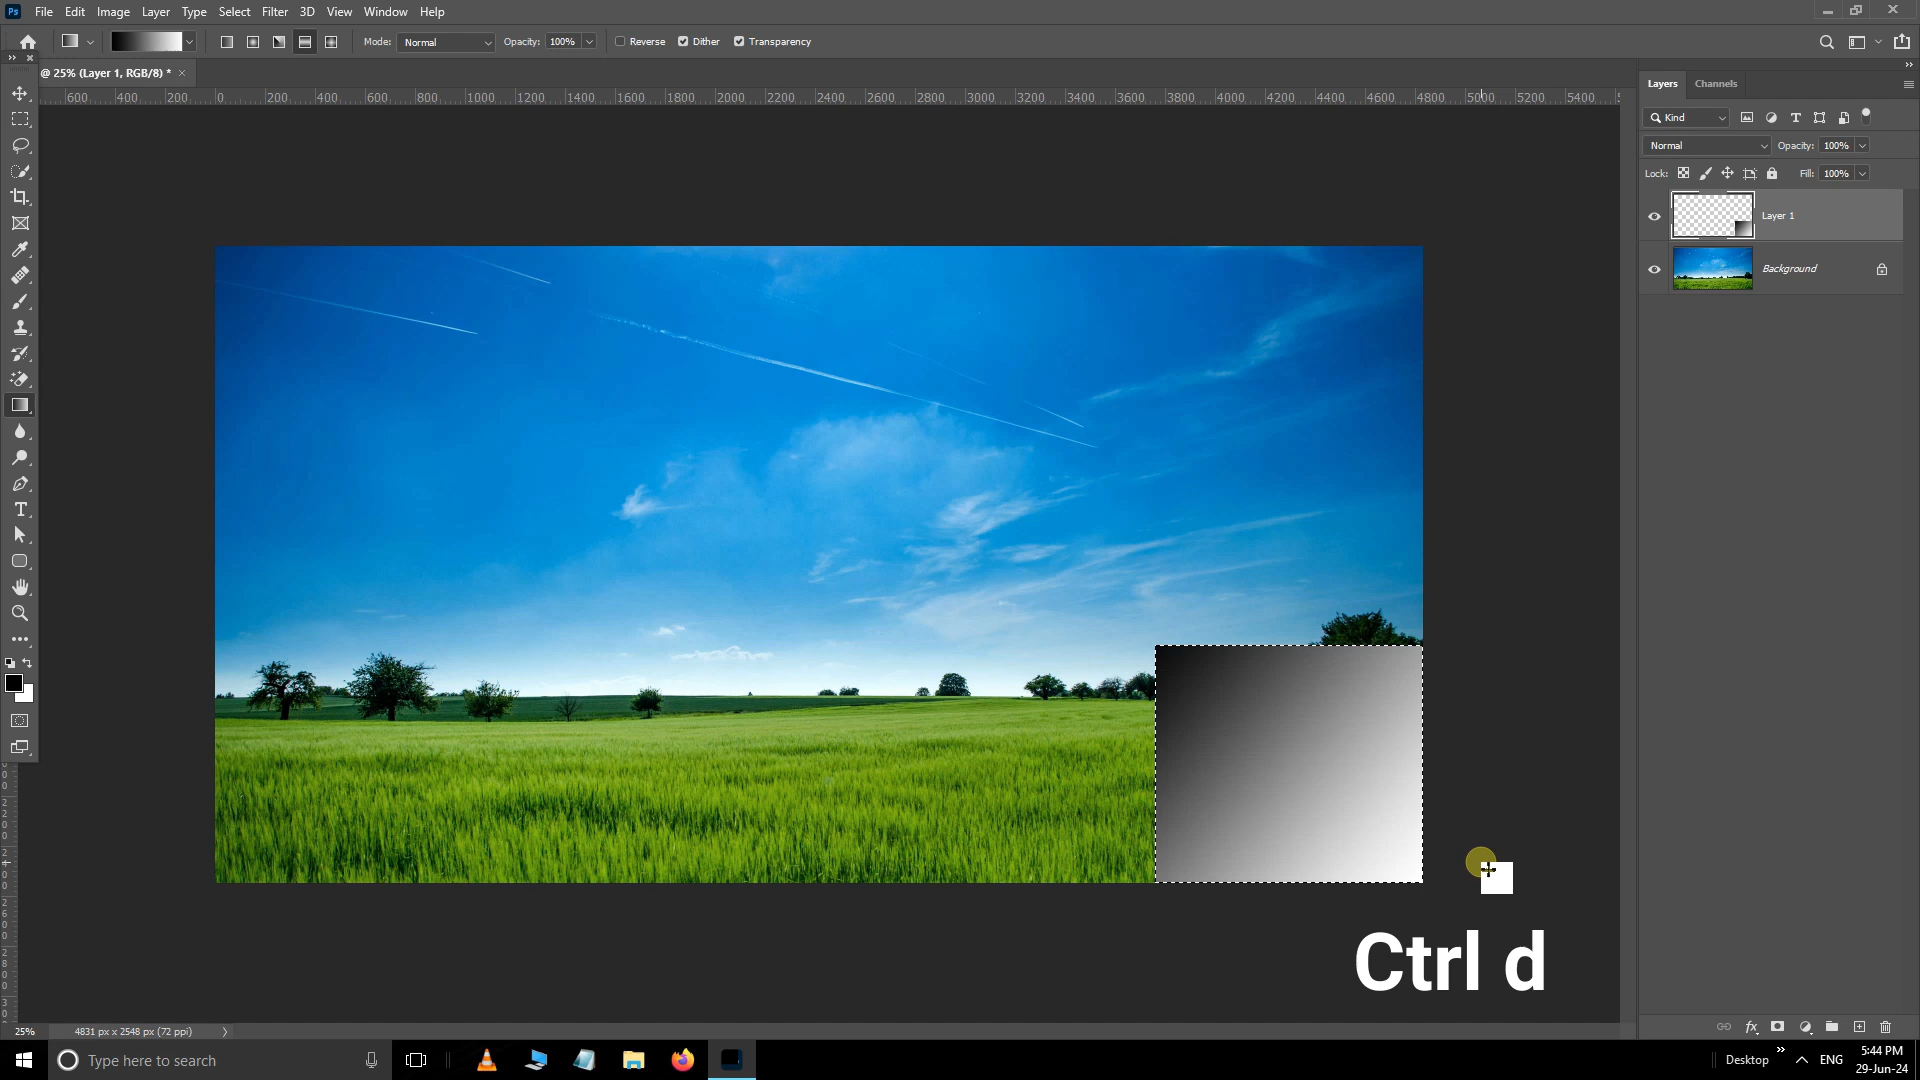 Ps File Edit Image Layer Type Select Filter 3D View Window Help
Mode: Normal Opacity: 100% Reverse Dither Transparency
@ 25% (Layer 1, RGB/8) * ×
600 400 200 0 200 400 600 800 1000 1200 1400 1600 1800 2000 2200 2400 2600 2800 3000 3200 3400 3600 3800 4000 4200 4400 4600 4800 5000 5200 5400
Layers Channels
Kind
Normal Opacity: 100%
Lock: Fill: 100%
Layer 1
Background
Ctrl d
25% 4831 px x 2548 px (72 ppi)
Type here to search
Desktop ENG
5:44 PM
29-Jun-24